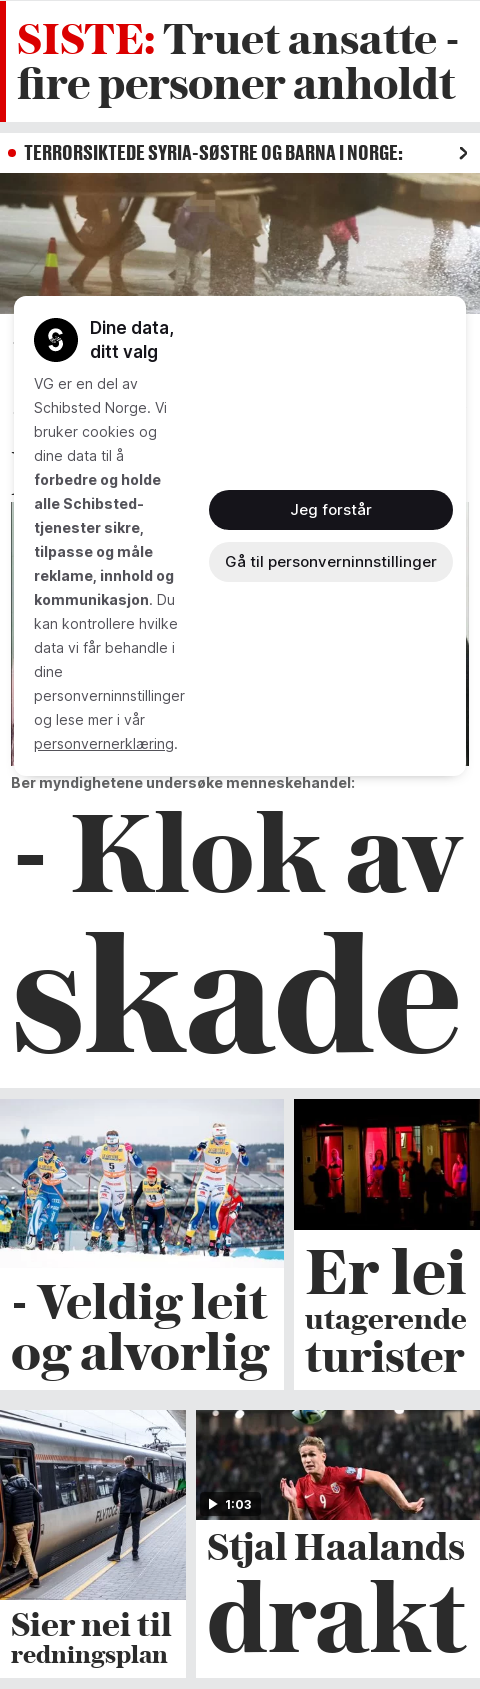 SISTE: Truet ansatte -
fire personer anholdt
TERRORSIKTEDE SYRIA-SØSTRE OG BARNA I NORGE:
Dine data,
ditt valg
VG er en del av
Schibsted Norge. Vi
bruker cookies og
dine data til å
forbedre og holde
alle Schibsted-
tjenester sikre,
tilpasse og måle
reklame, innhold og
kommunikasjon. Du
kan kontrollere hvilke
data vi får behandle i
dine
personverninnstillinger
og lese mer i vår
personvernerklæring.
Jeg forstår
Gå til personverninnstillinger
Ber myndighetene undersøke menneskehandel:
- Klok av
skade
- Veldig leit
og alvorlig
Er lei
utagerende
turister
FLYTOGET
Sier nei til
redningsplan
9
1:03
Stjal Haalands
drakt